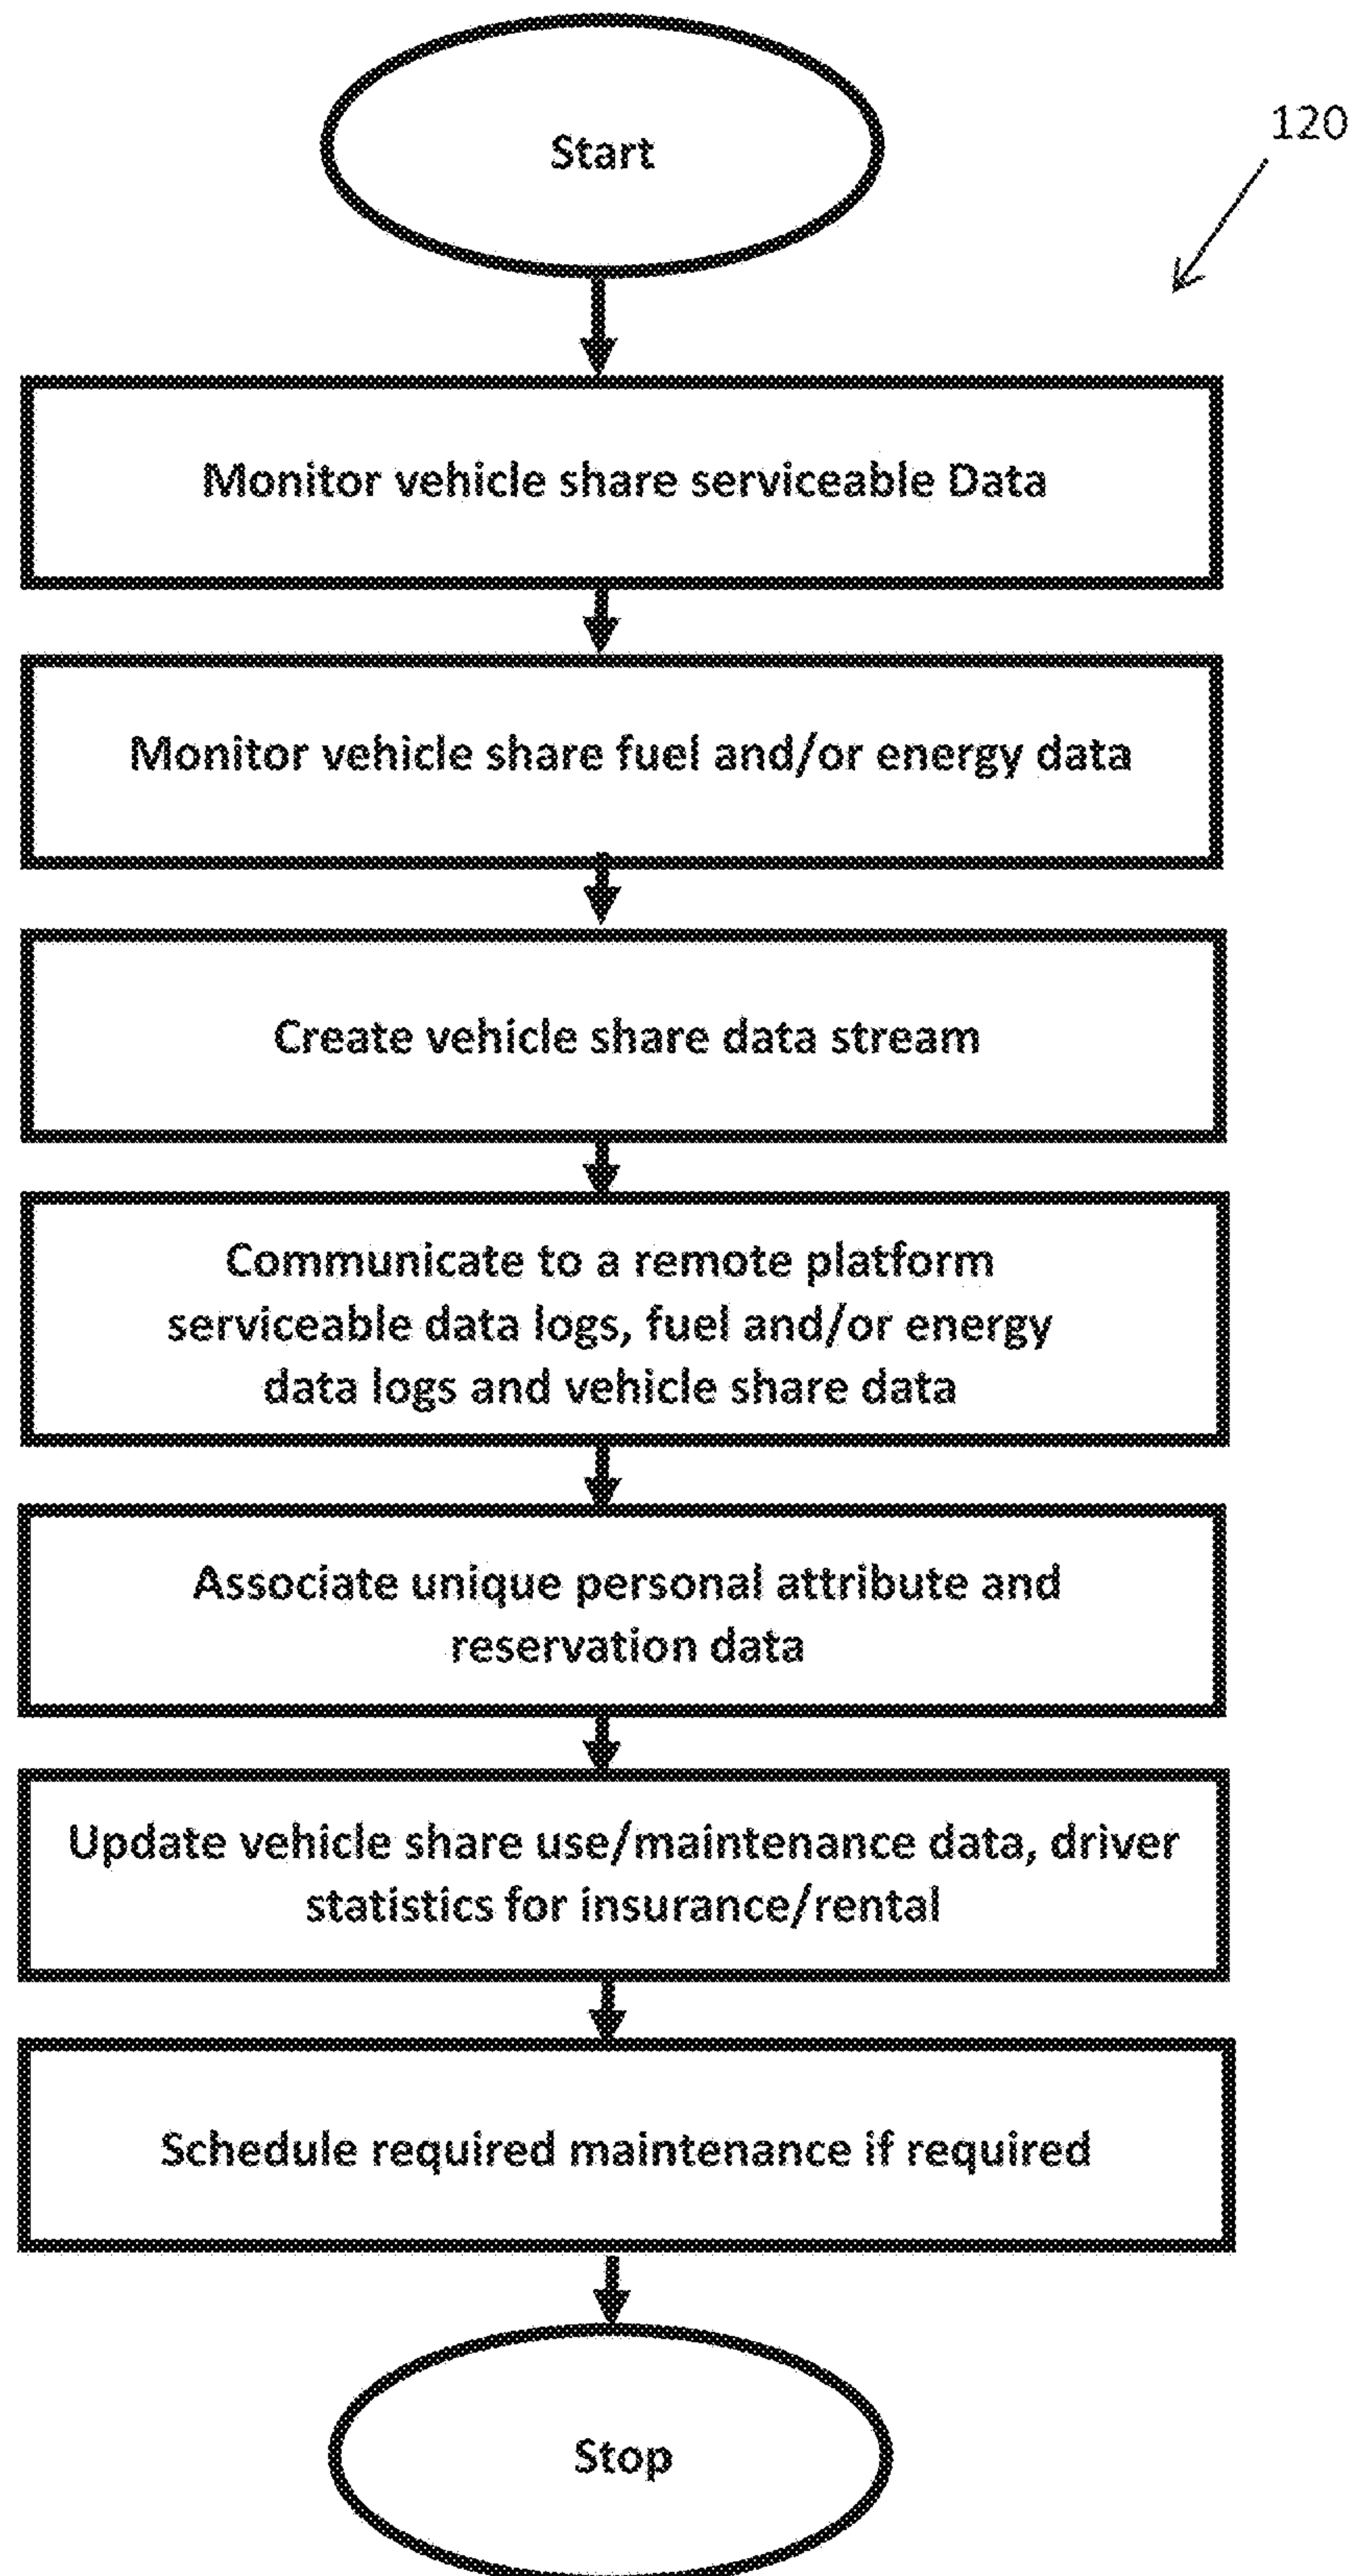 Start
120
Monitor vehicle share serviceable Data
Monitor vehicle share fuel and/or energy data
Create vehicle share data stream
Communicate to a remote platform
serviceable data logs, fuel and/or energy
data logs and vehicle share data
Associate unique personal attribute and
reservation data
Update vehicle share use/maintenance data, driver
statistics for insurance/rental
Schedule required maintenance if required
Stop